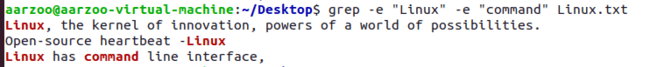 aarzoo@aarzoo-virtual-machine:~/Desktop$ grep -e "Linux" -e "command" Linux.txt
Linux, the kernel of innovation, powers of a world of possibilities.
Open-source heartbeat -Linux
Linux has command line interface,